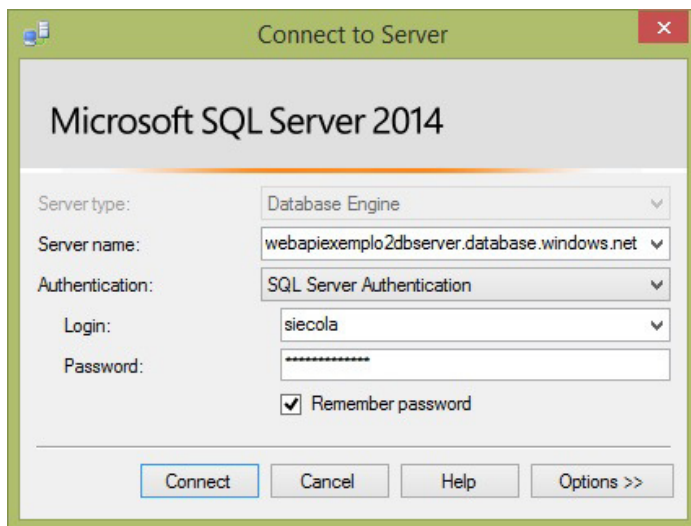 Connect to Server
Microsoft SQL Server 2014
Server type: Database Engine
Server name: webapiexemplo2dbserver.database.windows.net
Authentication: SQL Server Authentication
Login: siecola
Password: *************
Remember password
Connect Cancel Help Options >>